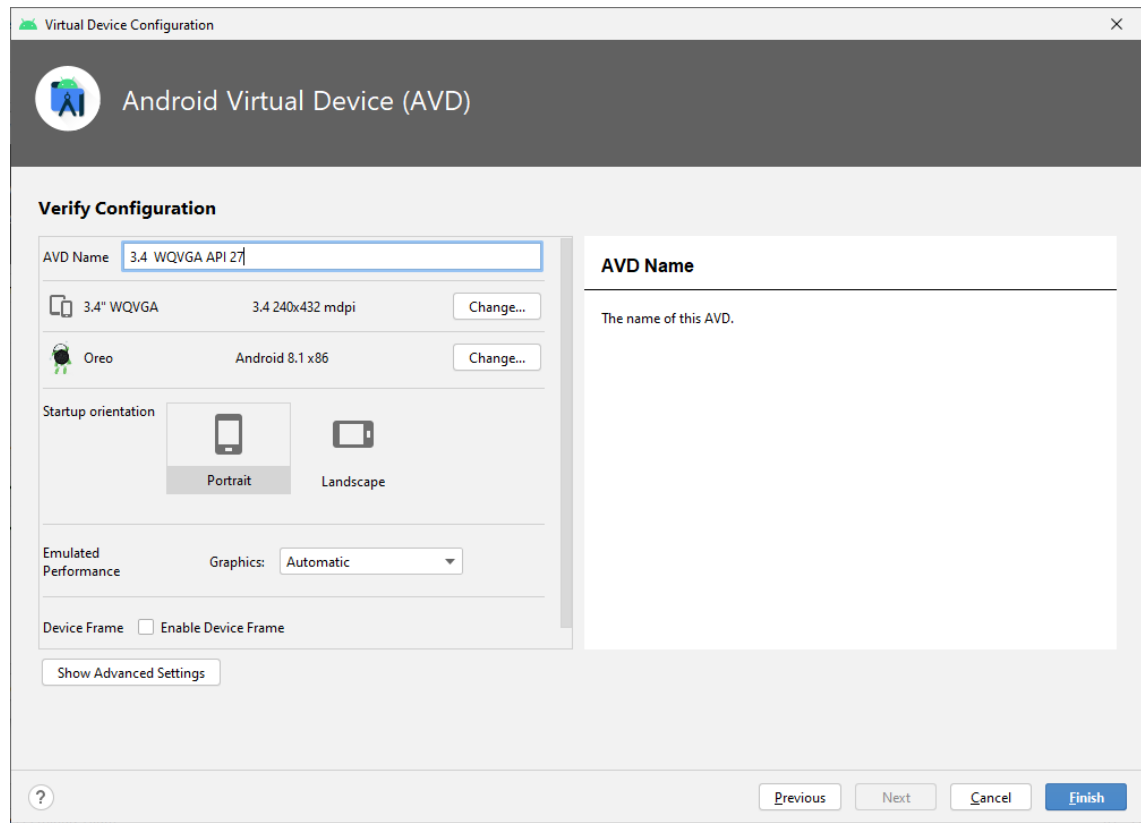 Virtual Device Configuration
Android Virtual Device (AVD)
Verify Configuration
AVD Name 3.4  WQVGA API 27
3.4" WQVGA 3.4 240x432 mdpi Change...
Oreo Android 8.1 x86 Change...
Startup orientation
Portrait Landscape
Emulated
Performance
Graphics: Automatic
Device Frame Enable Device Frame
Show Advanced Settings
AVD Name
The name of this AVD.
? Previous Next Cancel Finish